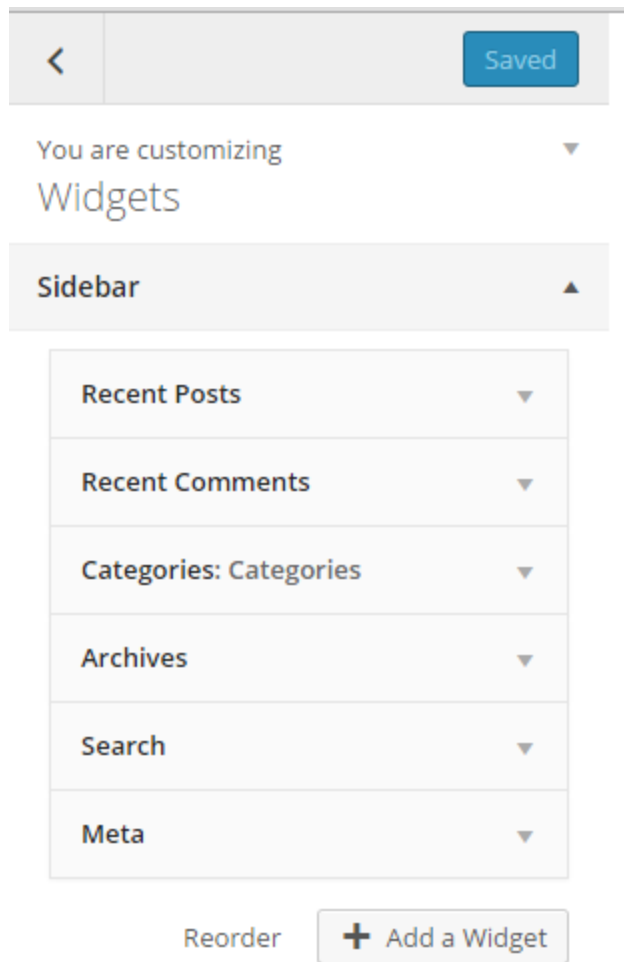 Saved
You are customizing
Widgets
Sidebar
Recent Posts
Recent Comments
Categories: Categories
Archives
Search
Meta
Reorder
Add a Widget